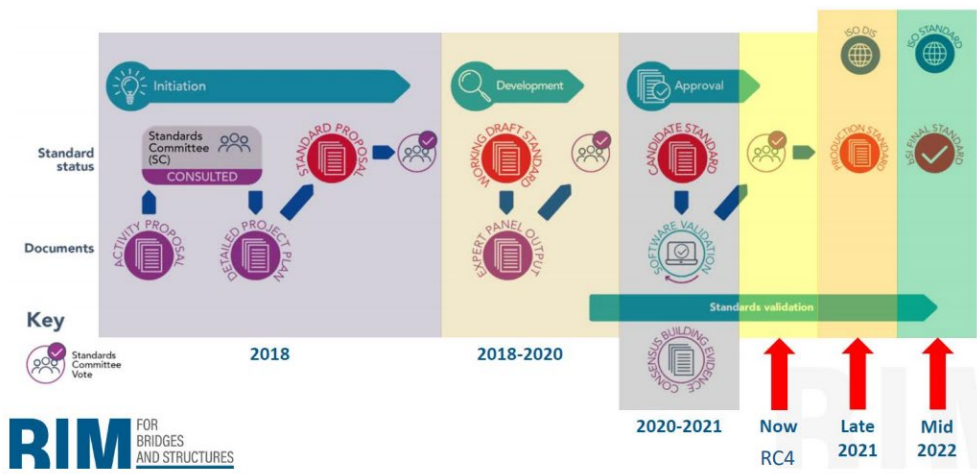 ISO DIS
ISO STANDARD
Initiation
Development
Approval
Standard
status
Standards
Committee
(SC)
CONSULTED
STANDARD PROPOSAL
WORKING DRAFT STANDARD
CANDIDATE STANDARD
PRODUCTION STANDARD
bSI FINAL STANDARD
Documents
ACTIVITY PROPOSAL
DETAILED PROJECT PLAN
EXPERT PANEL OUTPUT
SOFTWARE VALIDATION
Standards validation
Key
Standards
Committee
Vote
CONSENSUS BUILDING EVIDENCE
2018
2018-2020
2020-2021
Now
RC4
Late
2021
Mid
2022
BIM
FOR
BRIDGES
AND STRUCTURES